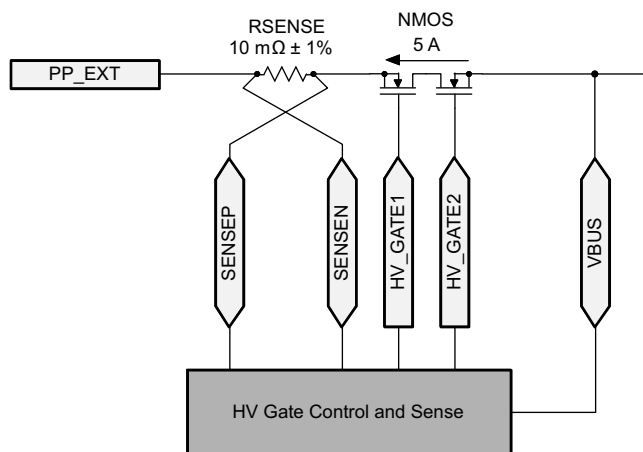 RSENSE
10 mΩ ± 1%
NMOS
5 A
PP_EXT
SENSEP
SENSEN
HV_GATE1
HV_GATE2
VBUS
HV Gate Control and Sense